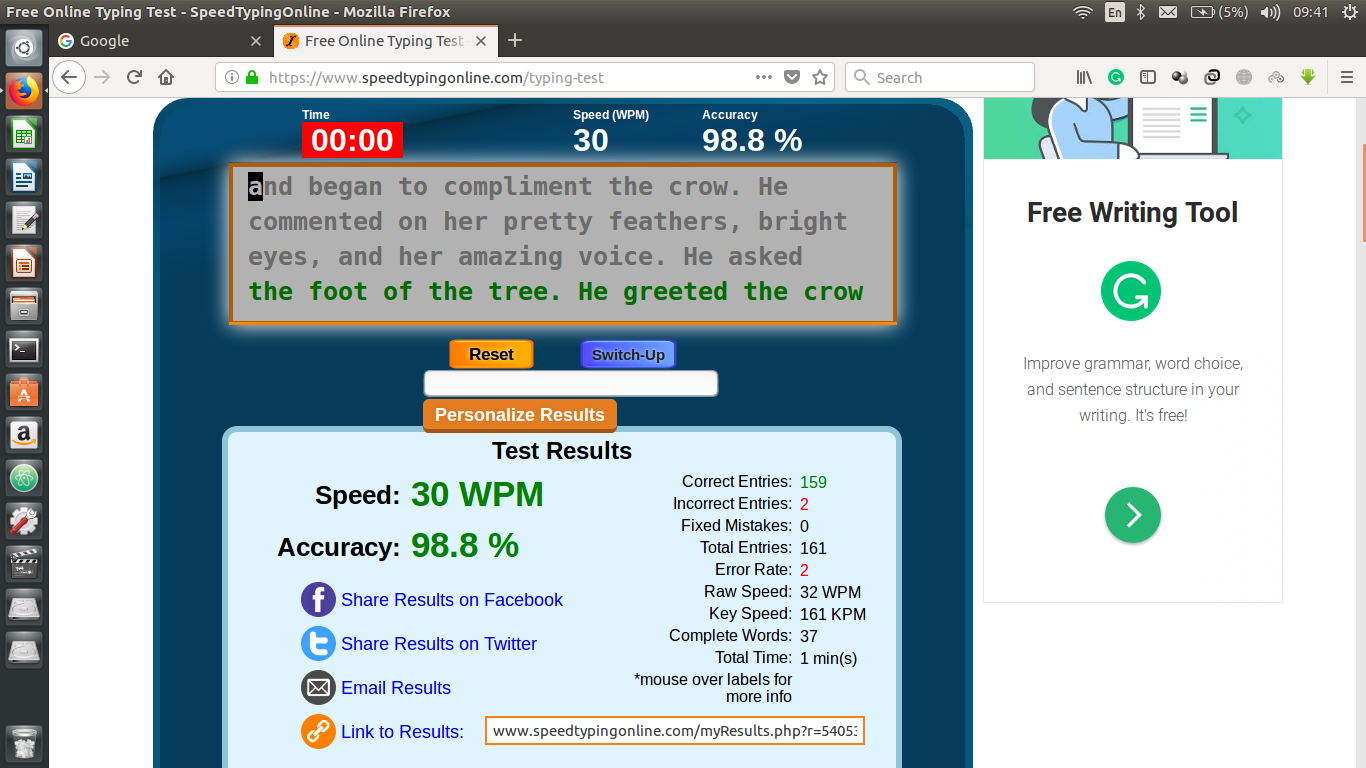 Free Online Typing Test - SpeedTypingOnline - Mozilla Firefox
En
(5%)
09:41
Google
Free Online Typing Test
https://www.speedtypingonline.com/typing-test
Search
Time
Speed (WPM)
Accuracy
00:00
30
98.8 %
and began to compliment the crow. He
commented on her pretty feathers, bright
eyes, and her amazing voice. He asked
the foot of the tree. He greeted the crow
Reset
Switch-Up
Personalize Results
Test Results
Speed: 30 WPM
Accuracy: 98.8 %
Share Results on Facebook
Share Results on Twitter
Email Results
Link to Results:
www.speedtypingonline.com/myResults.php?r=5405
Correct Entries: 159
Incorrect Entries: 2
Fixed Mistakes: 0
Total Entries: 161
Error Rate: 2
Raw Speed: 32 WPM
Key Speed: 161 KPM
Complete Words: 37
Total Time: 1 min(s)
*mouse over labels for
more info
Free Writing Tool
Improve grammar, word choice,
and sentence structure in your
writing. It's free!